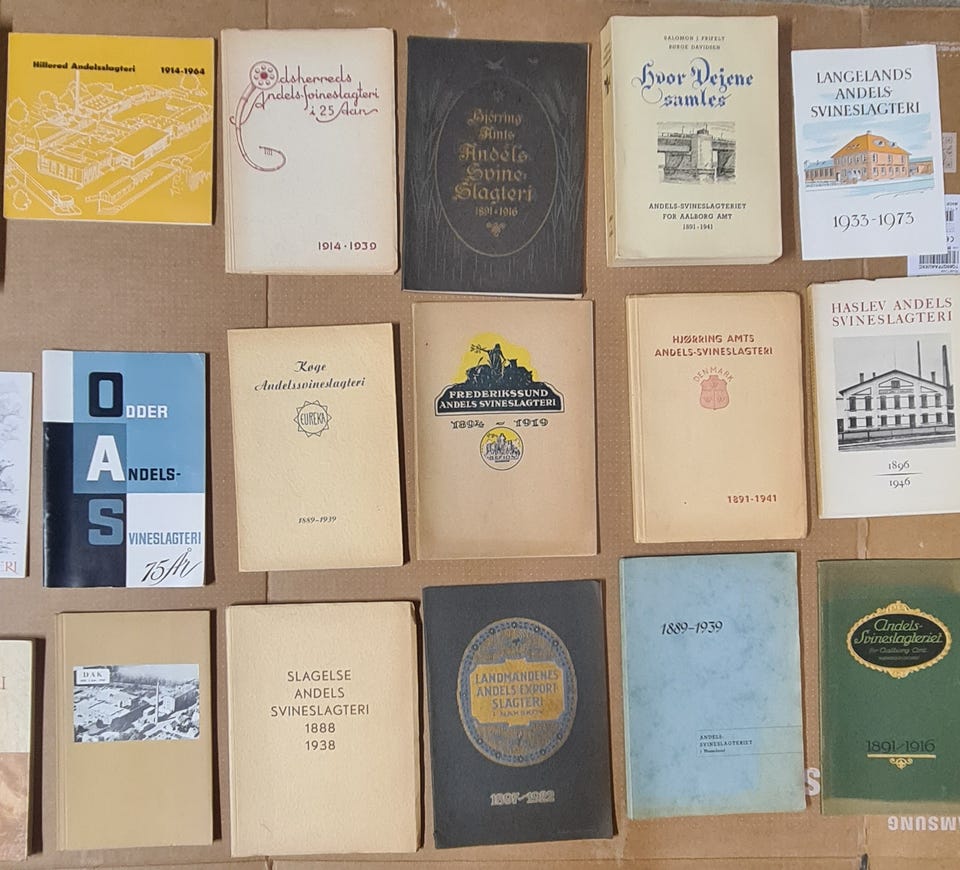 Hillerød Andelsslagteri 1914-1964
Odsherreds
Andels-Svineslagteri
i 25 Aar
1914 · 1939
Hjørring
Amts
Andels
Svine
Slagteri
1891-1916
SALOMON J. FRIFELT
BØRGE DAVIDSEN
Hvor Vejene
samles
ANDELS-SVINESLAGTERIET
FOR AALBORG AMT
1891-1941
LANGELANDS
ANDELS-
SVINESLAGTERI
1933-1973
ERI
ODDER
ANDELS-
SVINESLAGTERI
75 År
Køge
Andelssvineslagteri
EUREKA
1889-1939
FREDERIKSSUND
ANDELS SVINESLAGTERI
1894 ~ 1919
HJØRRING AMTS
ANDELS-SVINESLAGTERI
DENMARK
1891-1941
HASLEV ANDELS
SVINESLAGTERI
1896
1946
DAK
SLAGELSE
ANDELS
SVINESLAGTERI
1888
1938
LANDMANDENES
ANDELS-EXPORT-
SLAGTERI
I NAKSKOV
1897-1922
1889-1939
ANDELS-
SVINESLAGTERIET
Andels-
Svineslagteriet
for Aalborg Amt
1891/1916
SAMSUNG